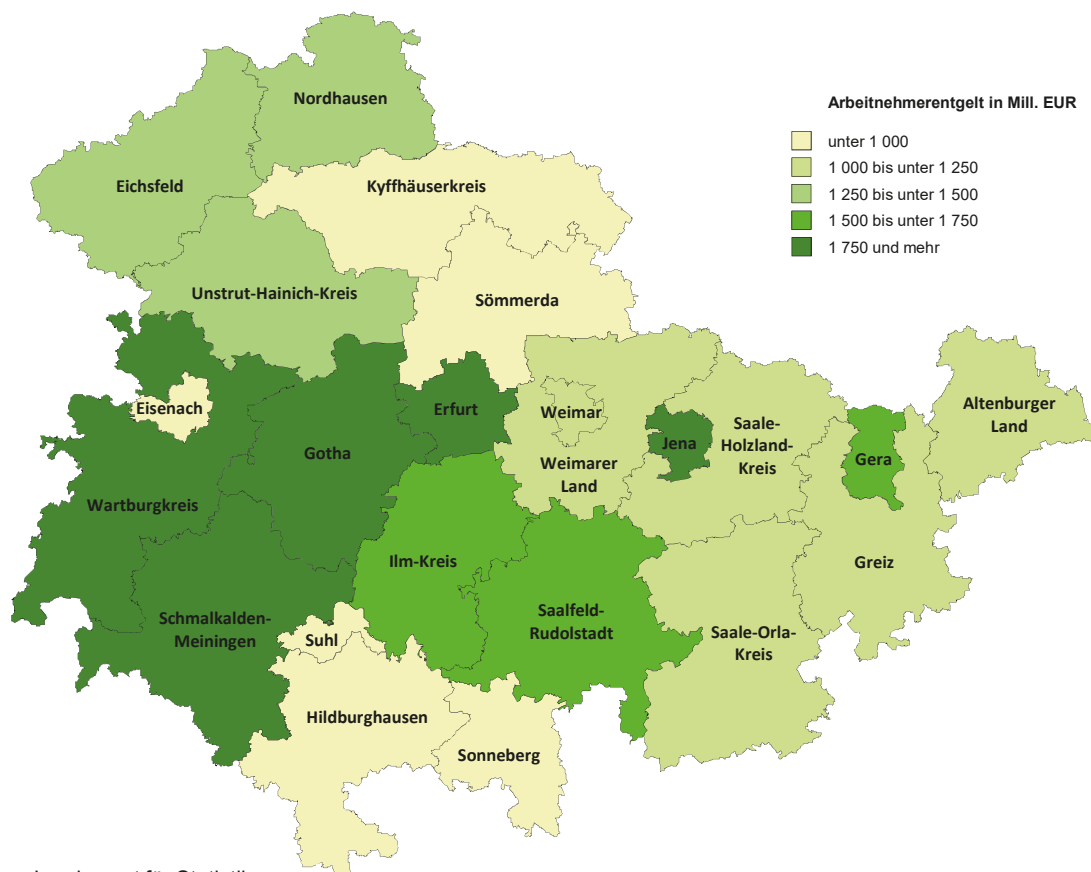 Arbeitnehmerentgelt in Mill. EUR
unter 1 000
1 000 bis unter 1 250
1 250 bis unter 1 500
1 500 bis unter 1 750
1 750 und mehr
Nordhausen
Eichsfeld
Kyffhäuserkreis
Unstrut-Hainich-Kreis
Sömmerda
Eisenach
Gotha
Erfurt
Weimar
Weimarer
Land
Jena
Saale-
Holzland-
Kreis
Gera
Altenburger
Land
Wartburgkreis
Ilm-Kreis
Greiz
Schmalkalden-
Meiningen
Suhl
Saalfeld-
Rudolstadt
Saale-Orla-
Kreis
Hildburghausen
Sonneberg